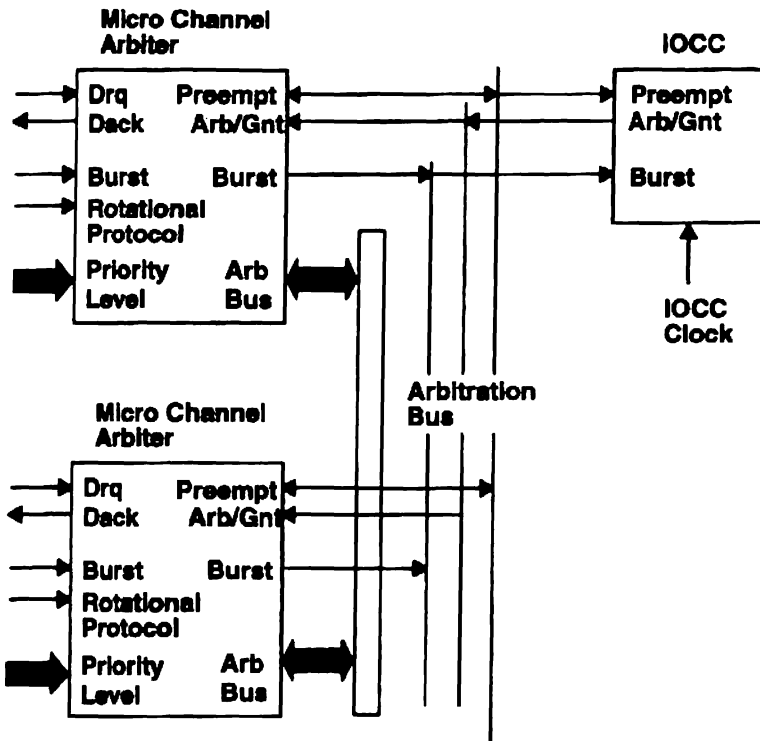 Micro Channel
Arbiter
IOCC
Drq Preempt
Dack Arb/Gnt
Burst Burst
Rotational
Protocol
Priority Arb
Level Bus
Preempt
Arb/Gnt
Burst
IOCC
Clock
Arbitration
Bus
Micro Channel
Arbiter
Drq Preempt
Dack Arb/Gnt
Burst Burst
Rotational
Protocol
Priority Arb
Level Bus